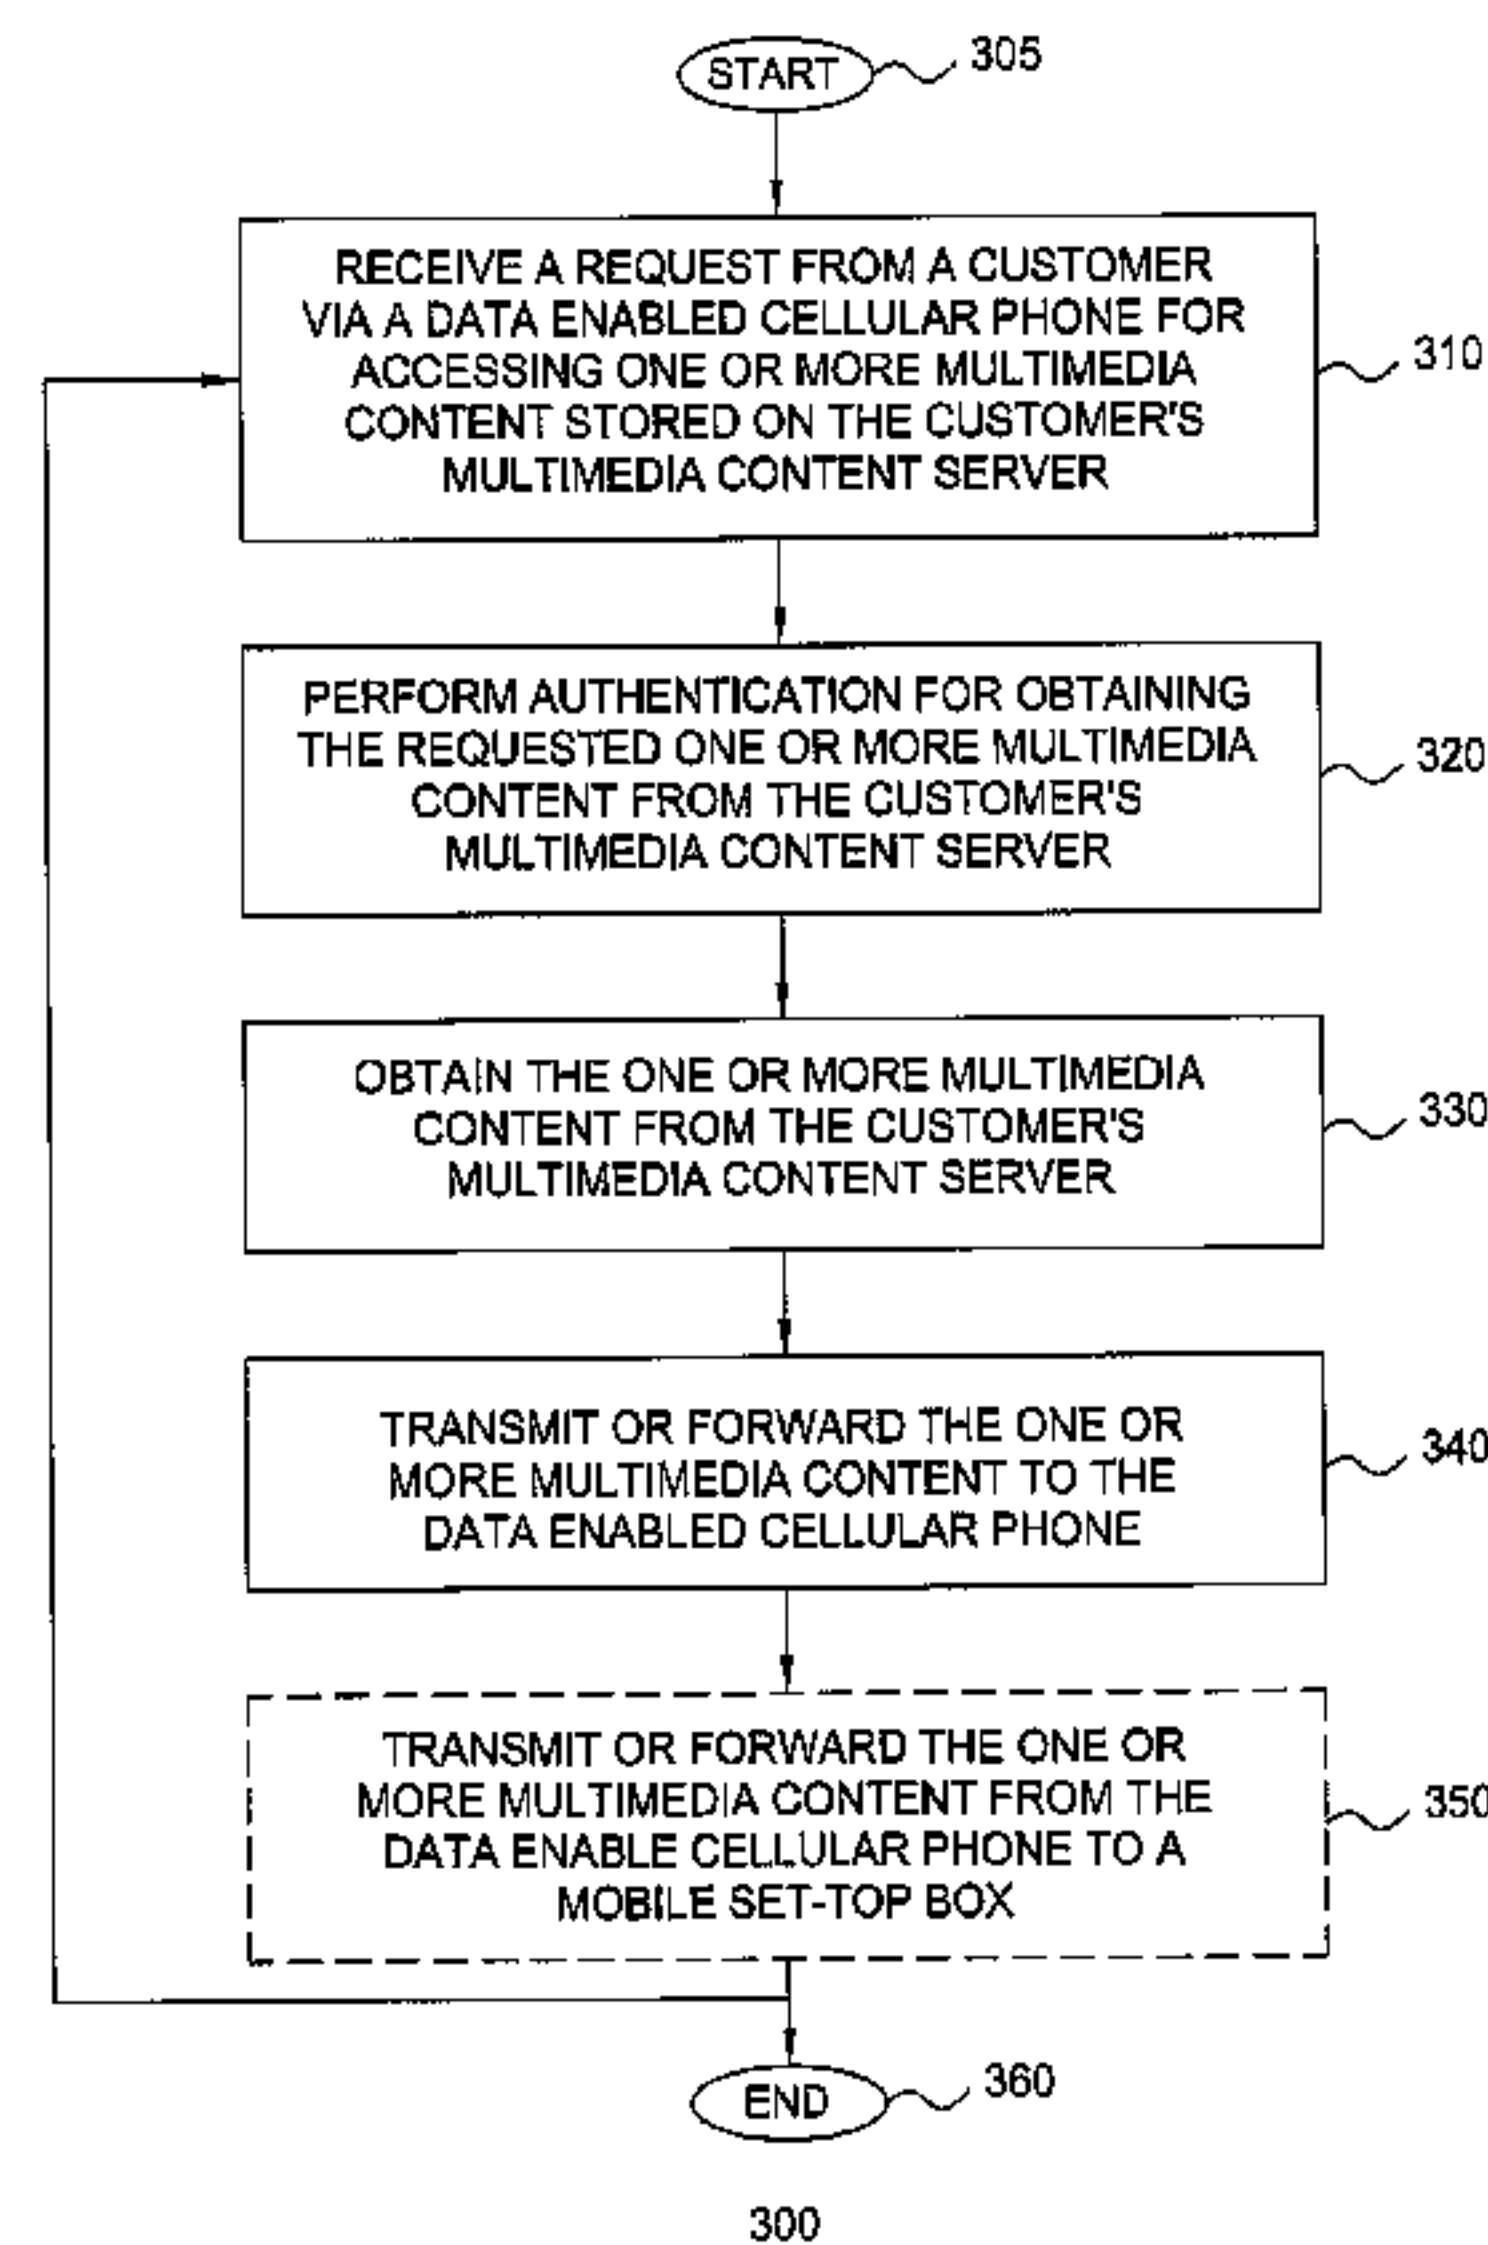 START
305
RECEIVE A REQUEST FROM A CUSTOMER
VIA A DATA ENABLED CELLULAR PHONE FOR
ACCESSING ONE OR MORE MULTIMEDIA
CONTENT STORED ON THE CUSTOMER'S
MULTIMEDIA CONTENT SERVER
310
PERFORM AUTHENTICATION FOR OBTAINING
THE REQUESTED ONE OR MORE MULTIMEDIA
CONTENT FROM THE CUSTOMER'S
MULTIMEDIA CONTENT SERVER
320
OBTAIN THE ONE OR MORE MULTIMEDIA
CONTENT FROM THE CUSTOMER'S
MULTIMEDIA CONTENT SERVER
330
TRANSMIT OR FORWARD THE ONE OR
MORE MULTIMEDIA CONTENT TO THE
DATA ENABLED CELLULAR PHONE
340
TRANSMIT OR FORWARD THE ONE OR
MORE MULTIMEDIA CONTENT FROM THE
DATA ENABLE CELLULAR PHONE TO A
MOBILE SET-TOP BOX
350
END
360
300